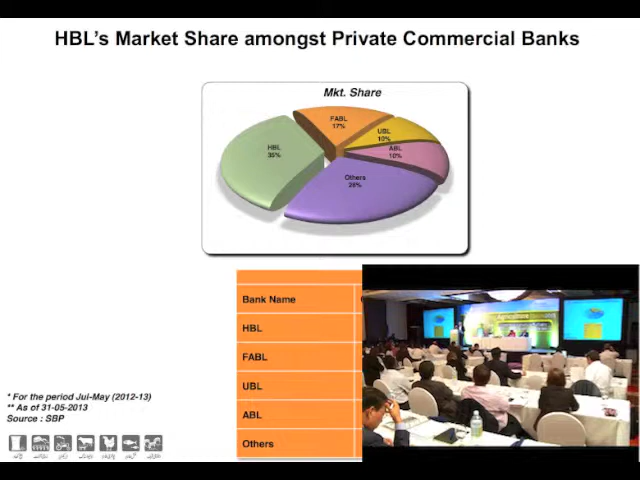 HBL's Market Share amongst Private Commercial Banks
Mkt. Share
FABL
17%
UBL
10%
HBL
35%
ABL
10%
Others
28%
Bank Name
HBL
FABL
UBL
ABL
Others
* For the period Jul-May (2012-13)
** As of 31-05-2013
Source : SBP
Agriculture